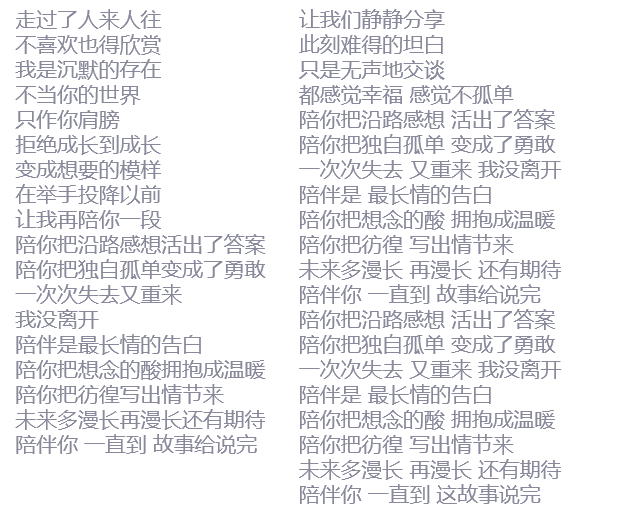 走过了人来人往
不喜欢也得欣赏
我是沉默的存在
不当你的世界
只作你肩膀
拒绝成长到成长
变成想要的模样
在举手投降以前
让我再陪你一段
陪你把沿路感想活出了答案
陪你把独自孤单变成了勇敢
一次次失去又重来
我没离开
陪伴是最长情的告白
陪你把想念的酸拥抱成温暖
陪你把彷徨写出情节来
未来多漫长再漫长还有期待
陪伴你 一直到 故事给说完
让我们静静分享
此刻难得的坦白
只是无声地交谈
都感觉幸福 感觉不孤单
陪你把沿路感想 活出了答案
陪你把独自孤单 变成了勇敢
一次次失去 又重来 我没离开
陪伴是 最长情的告白
陪你把想念的酸 拥抱成温暖
陪你把彷徨 写出情节来
未来多漫长 再漫长 还有期待
陪伴你 一直到 故事给说完
陪你把沿路感想 活出了答案
陪你把独自孤单 变成了勇敢
一次次失去 又重来 我没离开
陪伴是 最长情的告白
陪你把想念的酸 拥抱成温暖
陪你把彷徨 写出情节来
未来多漫长 再漫长 还有期待
陪伴你 一直到 这故事说完